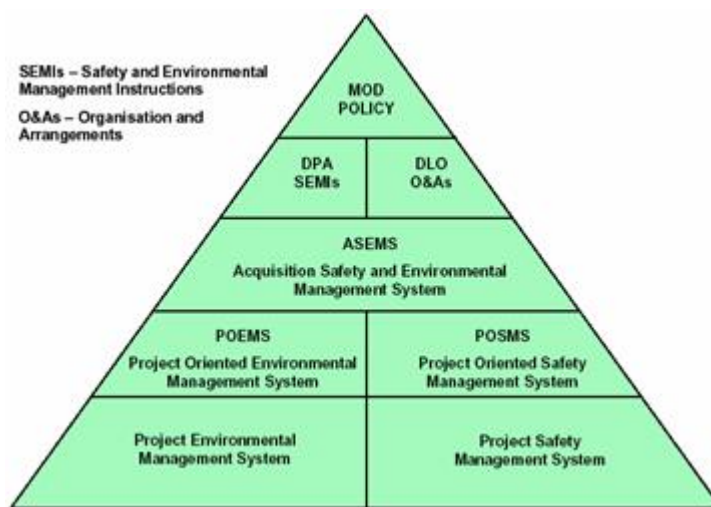 SEMIs – Safety and Environmental
Management Instructions
O&As – Organisation and
Arrangements
MOD
POLICY
DPA
SEMIs
DLO
O&As
ASEMS
Acquisition Safety and Environmental
Management System
POEMS
Project Oriented Environmental
Management System
POSMS
Project Oriented Safety
Management System
Project Environmental
Management System
Project Safety
Management System